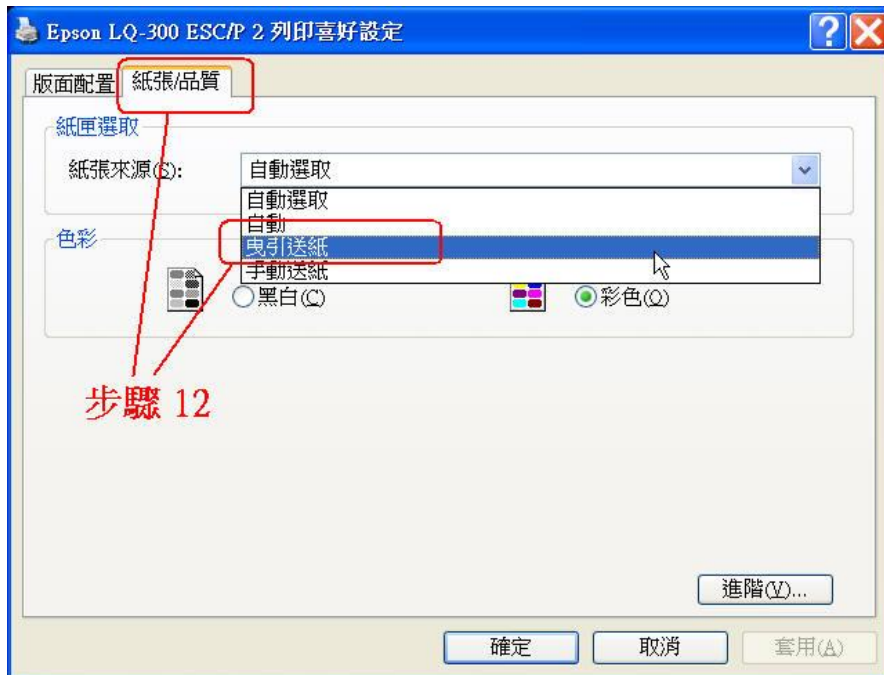 Epson LQ-300 ESC/P 2 列印喜好設定
版面配置 紙張/品質
紙匣選取
紙張來源(S): 自動選取
自動選取
自動
曳引送紙
手動送紙
色彩
黑白(C) 彩色(O)
步驟 12
進階(V)...
確定 取消 套用(A)